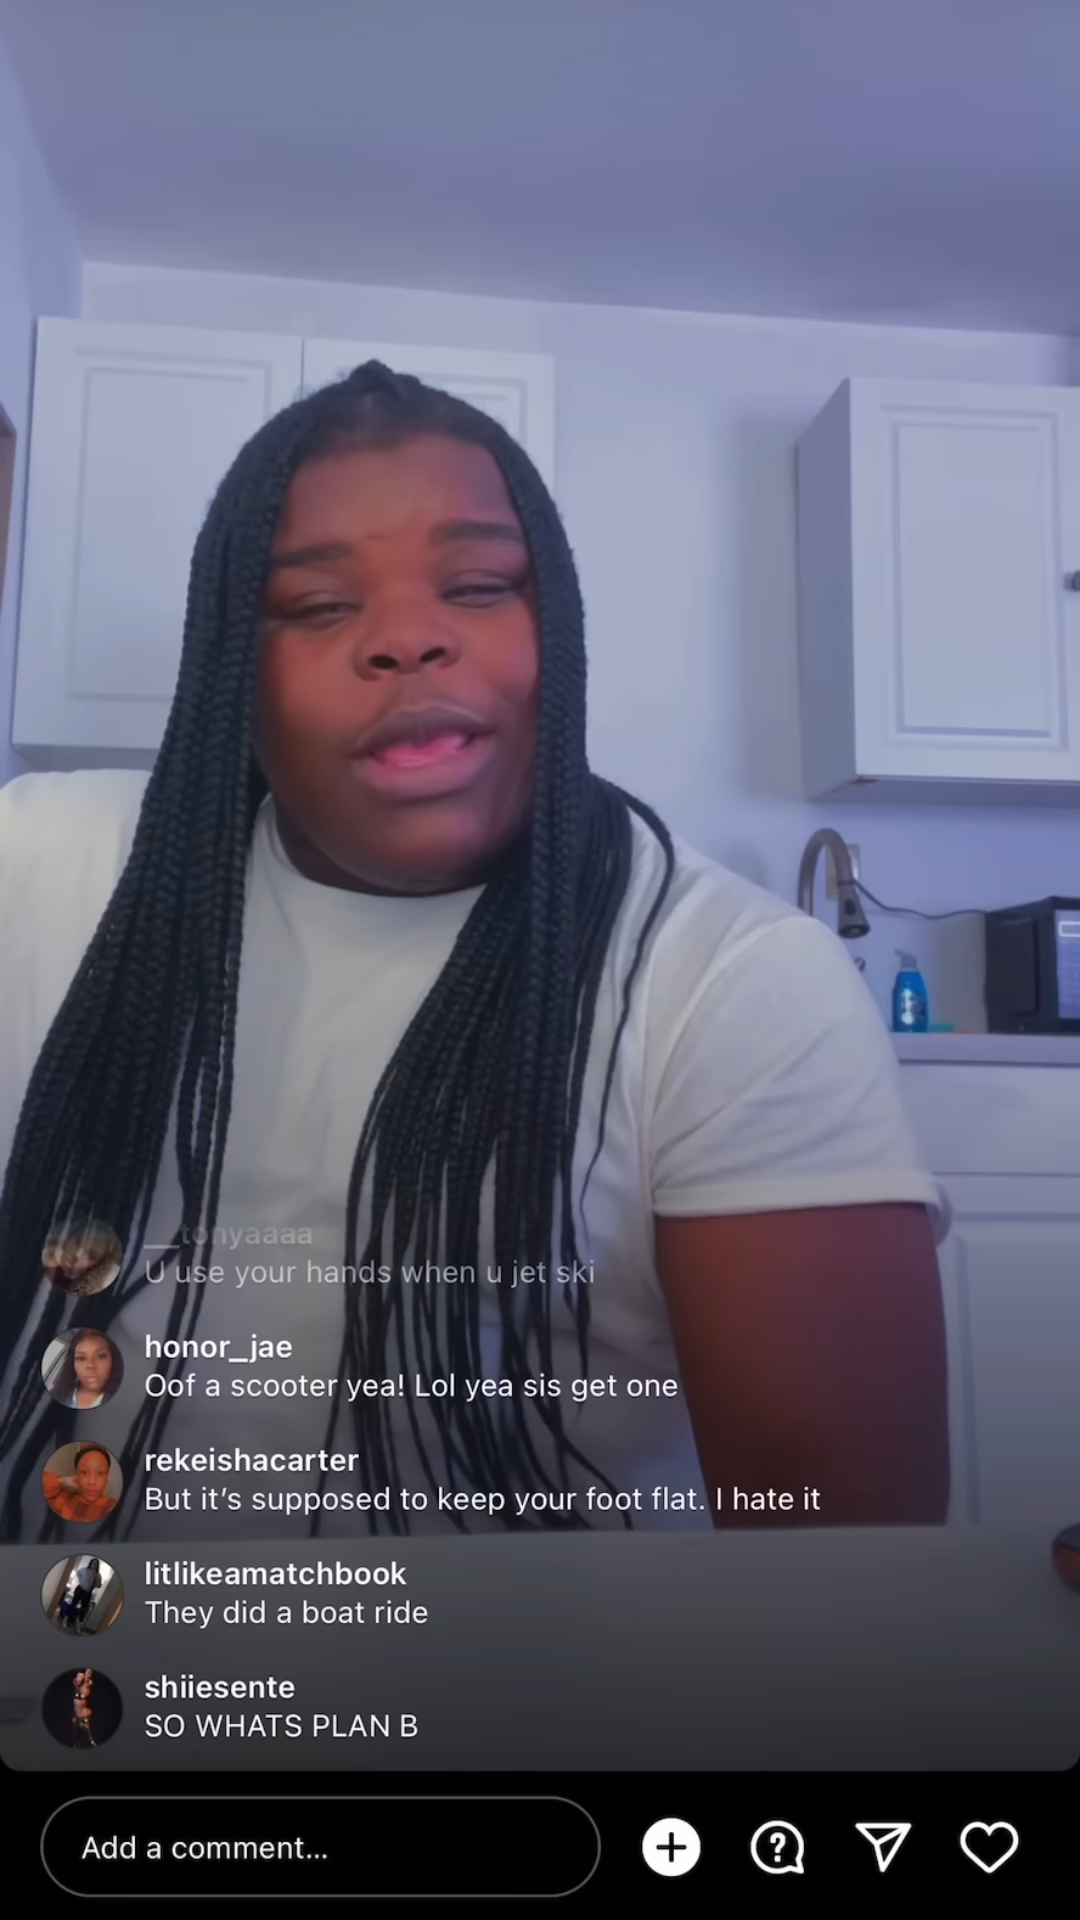 __tonyaaaa
U use your hands when u jet ski
honor_jae
Oof a scooter yea! Lol yea sis get one
rekeishacarter
But it’s supposed to keep your foot flat. I hate it
litlikeamatchbook
They did a boat ride
shiiesente
SO WHATS PLAN B
Add a comment...